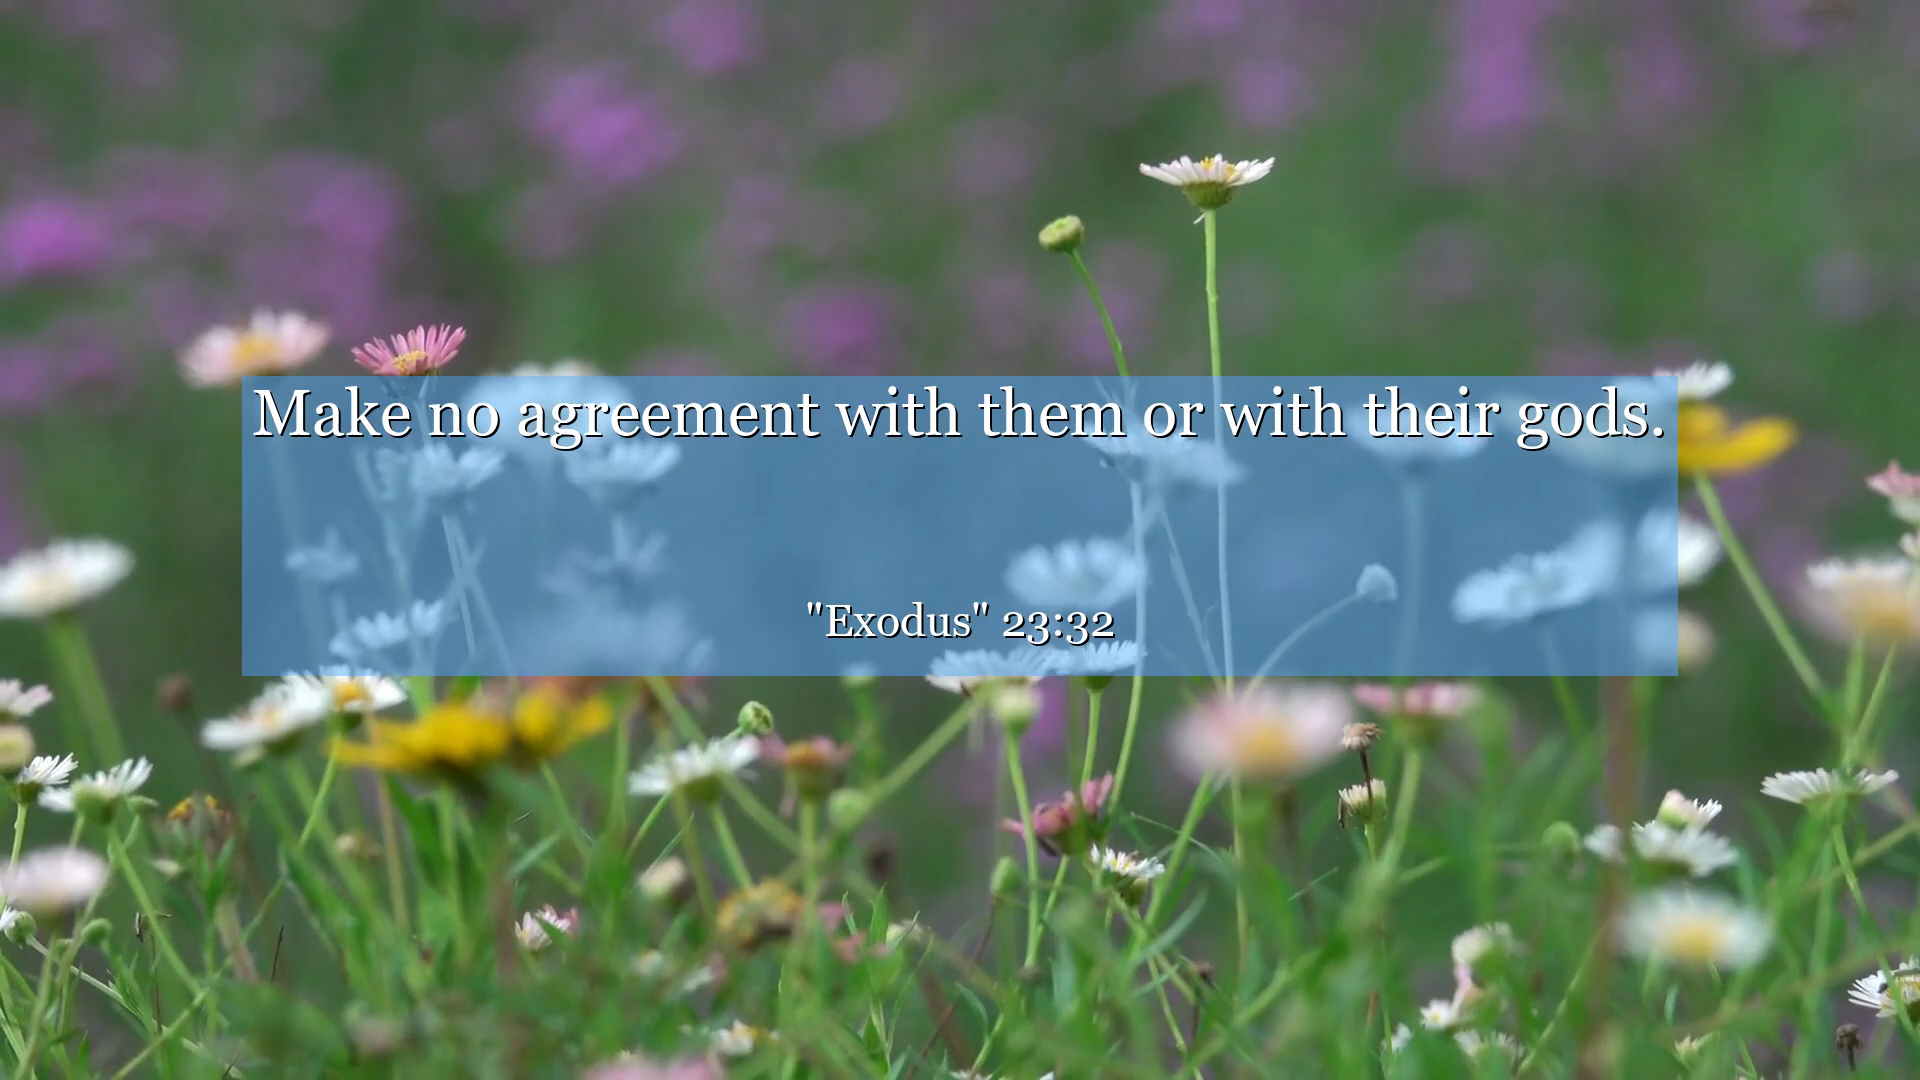 Make no agreement with them or with their gods.
"Exodus" 23:32